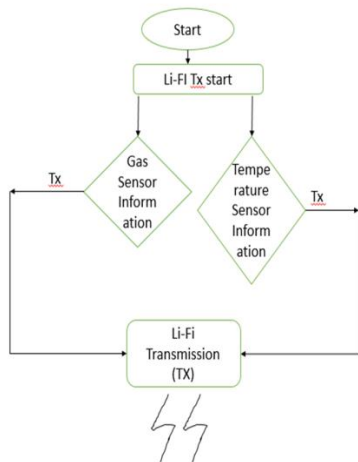 Start
Li-FI Tx start
Gas
Sensor
Inform
ation
Tempe
rature
Sensor
Inform
ation
Tx
Tx
Li-Fi
Transmission
(TX)